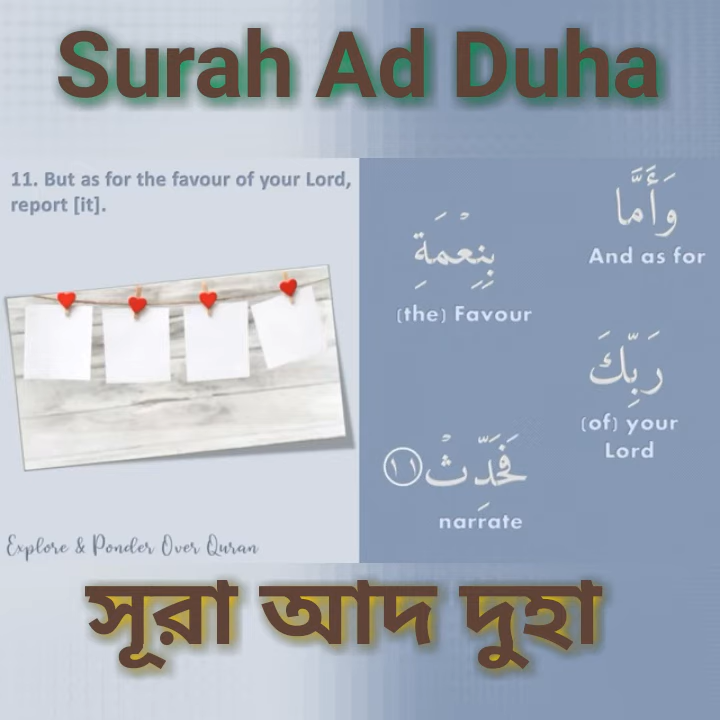 Surah Ad Duha
11. But as for the favour of your Lord,
report [it].
وَأَمَّا
And as for
بِنِعْمَةِ
(the) Favour
رَبِّكَ
(of) your
Lord
فَحَدِّثْ ١١
narrate
Explore & Ponder Over Quran
সূরা আদ দুহা